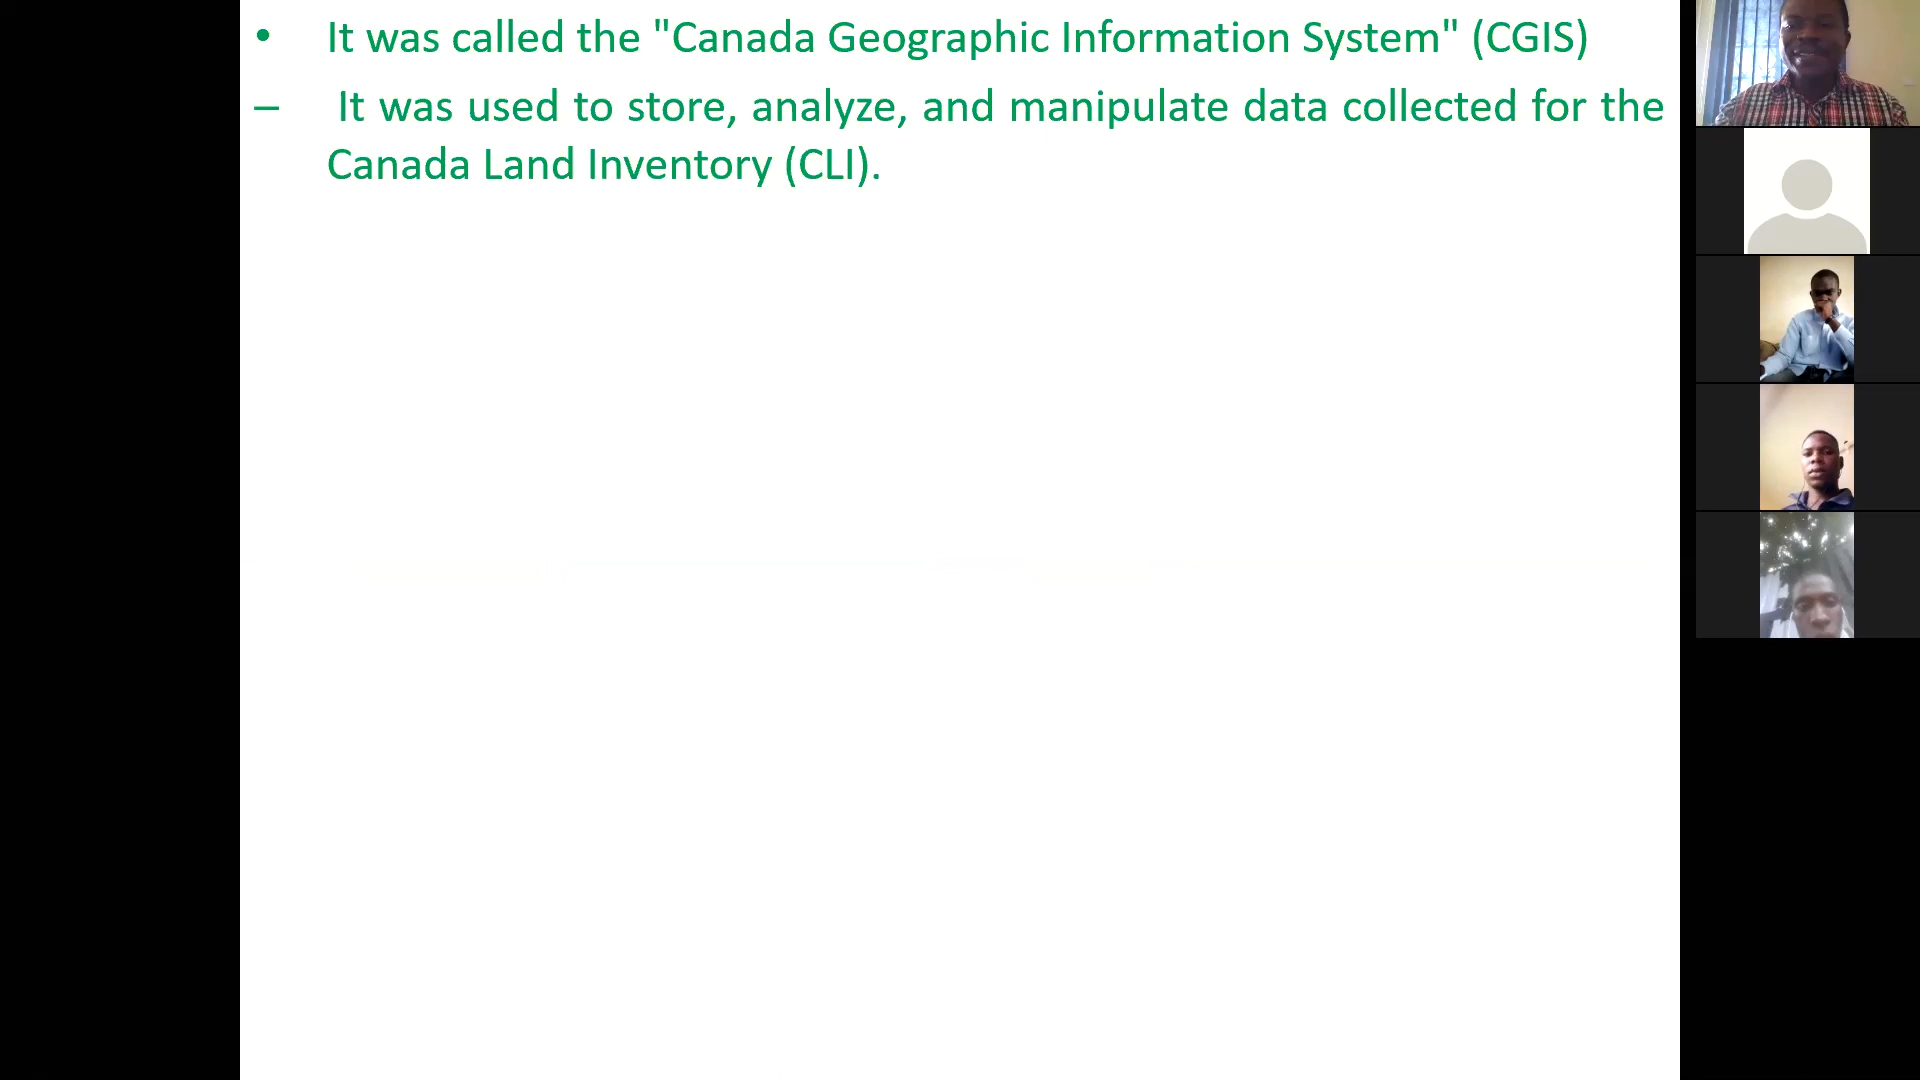 • It was called the "Canada Geographic Information System" (CGIS)
– It was used to store, analyze, and manipulate data collected for the
Canada Land Inventory (CLI).